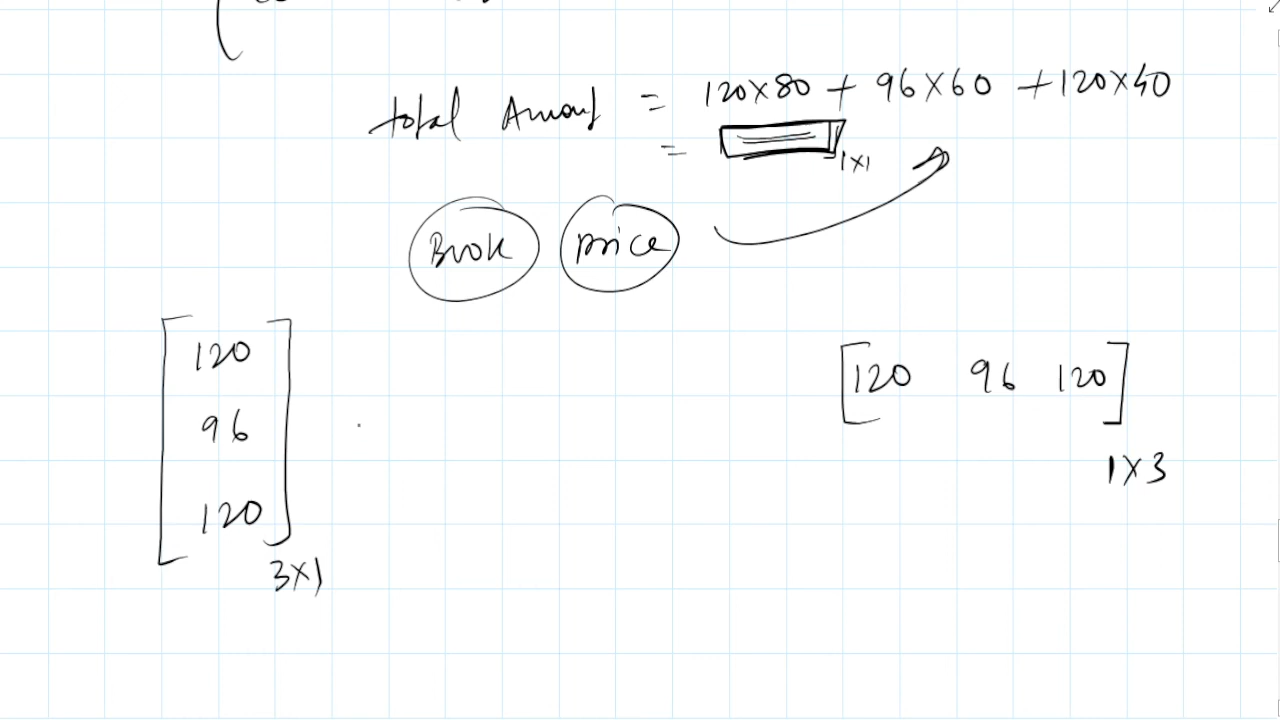 total Amount = 120×80 + 96×60 + 120×40
=
1×1
Book price
[120 96 120]
1×3
120
96
120
3×1